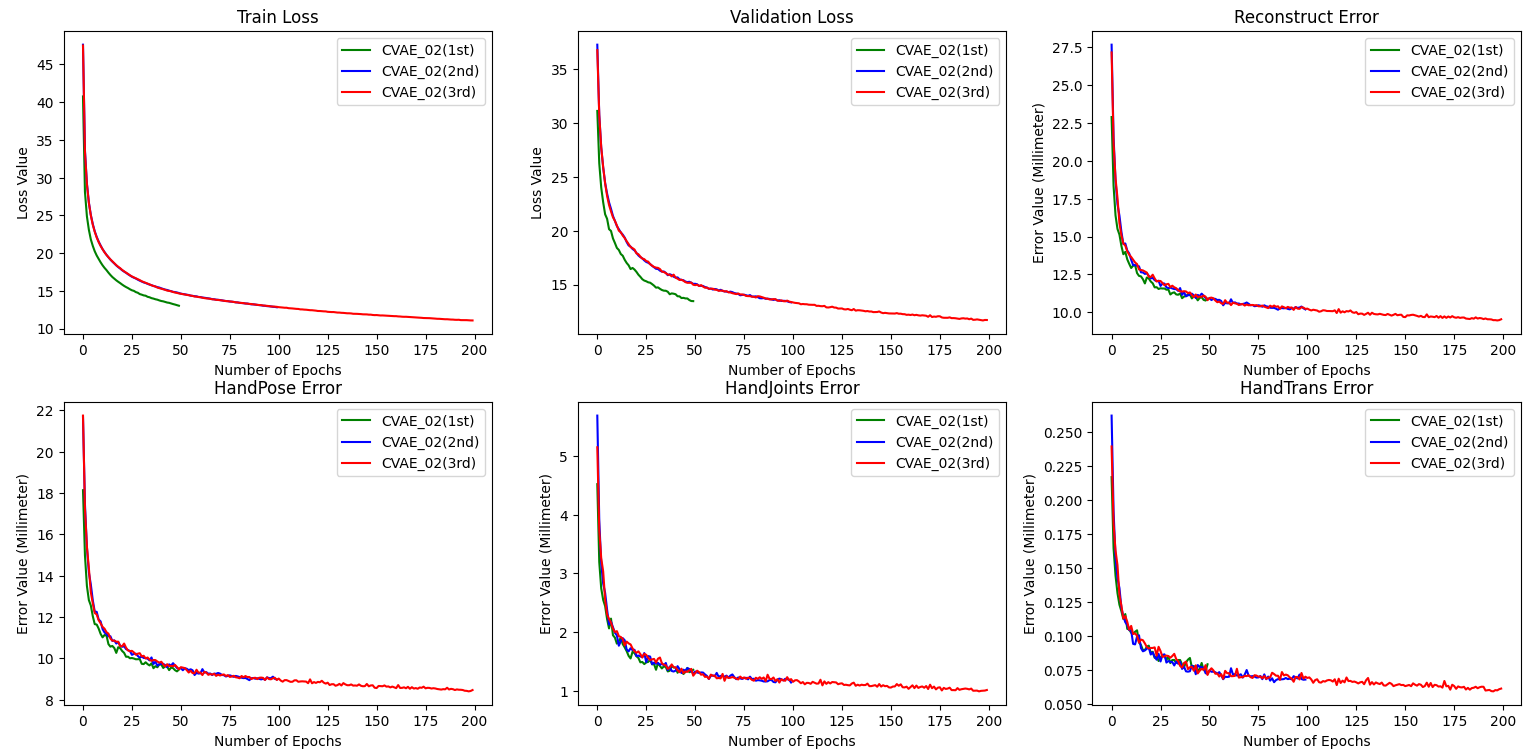 Train Loss
Loss Value
45
40
35
30
25
20
15
10
CVAE_02(1st)
CVAE_02(2nd)
CVAE_02(3rd)
0 25 50 75 100 125 150 175 200
Number of Epochs
Validation Loss
Loss Value
35
30
25
20
15
CVAE_02(1st)
CVAE_02(2nd)
CVAE_02(3rd)
0 25 50 75 100 125 150 175 200
Number of Epochs
Reconstruct Error
Error Value (Millimeter)
27.5
25.0
22.5
20.0
17.5
15.0
12.5
10.0
CVAE_02(1st)
CVAE_02(2nd)
CVAE_02(3rd)
0 25 50 75 100 125 150 175 200
Number of Epochs
HandPose Error
Error Value (Millimeter)
22
20
18
16
14
12
10
8
CVAE_02(1st)
CVAE_02(2nd)
CVAE_02(3rd)
0 25 50 75 100 125 150 175 200
Number of Epochs
HandJoints Error
Error Value (Millimeter)
5
4
3
2
1
CVAE_02(1st)
CVAE_02(2nd)
CVAE_02(3rd)
0 25 50 75 100 125 150 175 200
Number of Epochs
HandTrans Error
Error Value (Millimeter)
0.250
0.225
0.200
0.175
0.150
0.125
0.100
0.075
0.050
CVAE_02(1st)
CVAE_02(2nd)
CVAE_02(3rd)
0 25 50 75 100 125 150 175 200
Number of Epochs